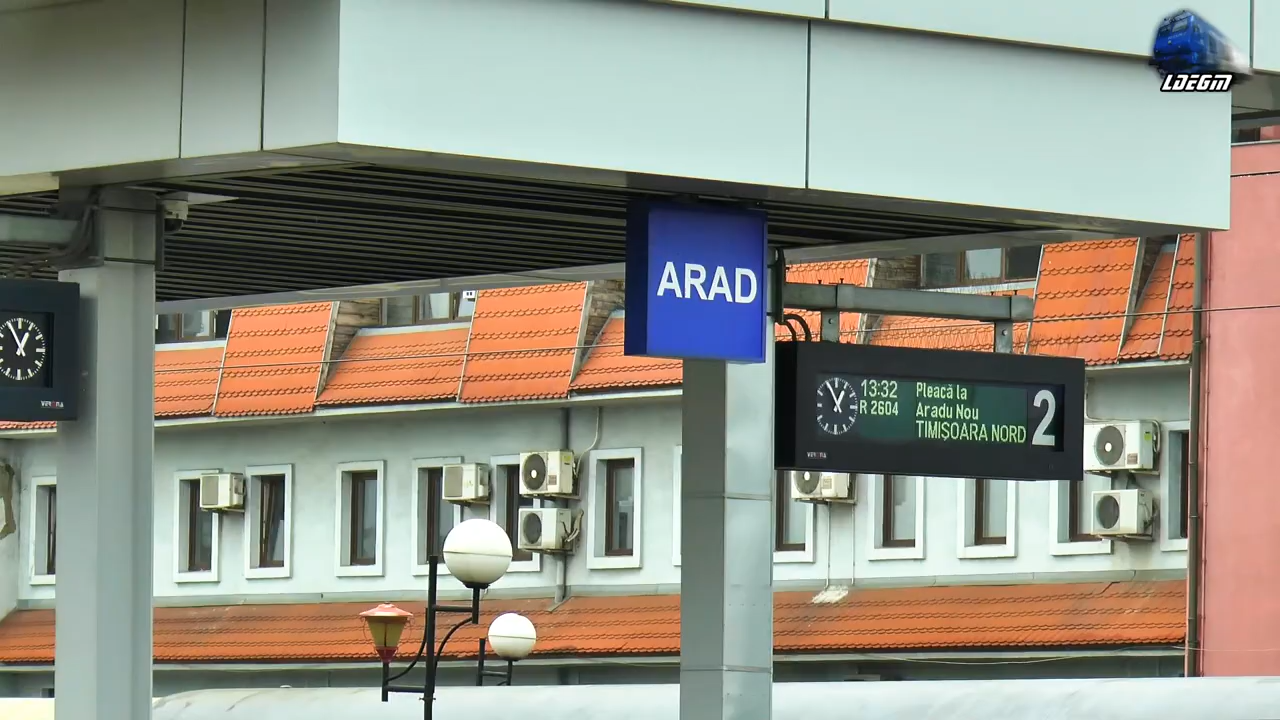 LDEGM
ARAD
13:32 Pleacă la
R 2604 Aradu Nou
TIMIȘOARA NORD
2